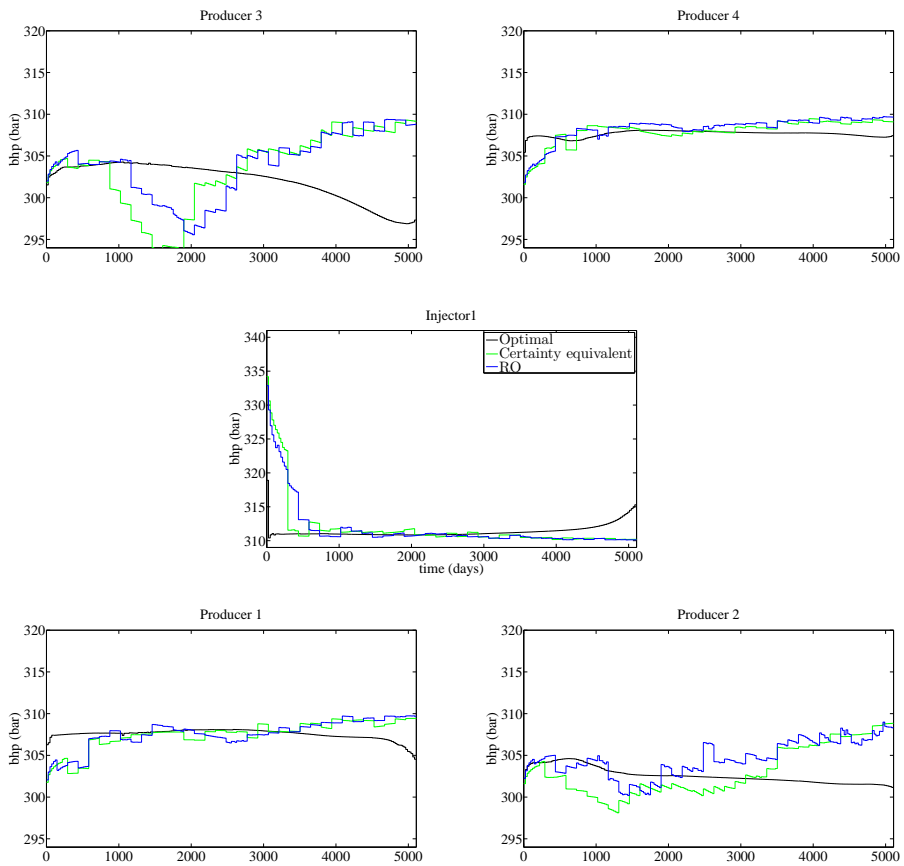 Producer 3
Producer 4
320
315
310
305
300
295
bhp (bar)
0 1000 2000 3000 4000 5000
320
315
310
305
300
295
bhp (bar)
0 1000 2000 3000 4000 5000
Injector1
340
335
330
325
320
315
310
bhp (bar)
Optimal
Certainty equivalent
RO
0 1000 2000 3000 4000 5000
time (days)
Producer 1
Producer 2
320
315
310
305
300
295
bhp (bar)
0 1000 2000 3000 4000 5000
320
315
310
305
300
295
bhp (bar)
0 1000 2000 3000 4000 5000